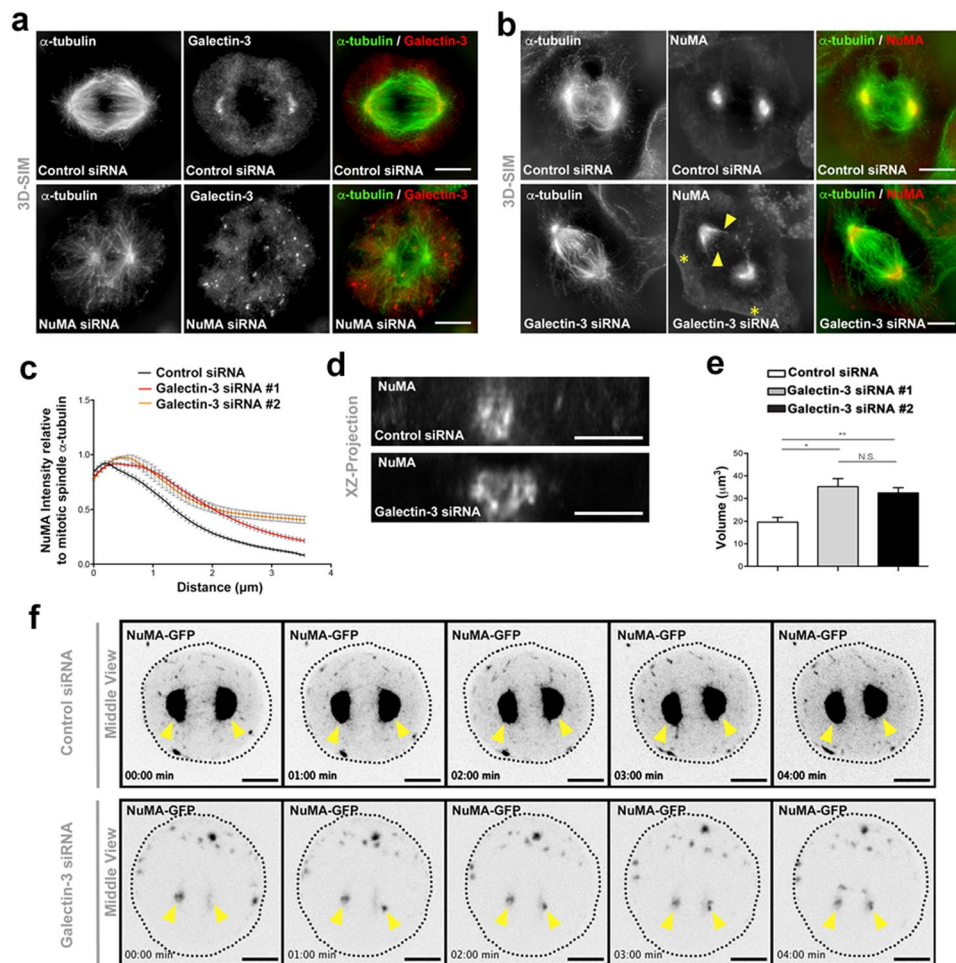 a
3D-SIM
α-tubulin
Control siRNA
Galectin-3
Control siRNA
α-tubulin / Galectin-3
Control siRNA
α-tubulin
NuMA siRNA
Galectin-3
NuMA siRNA
α-tubulin / Galectin-3
NuMA siRNA
b
3D-SIM
α-tubulin
Control siRNA
NuMA
Control siRNA
α-tubulin / NuMA
Control siRNA
α-tubulin
Galectin-3 siRNA
NuMA
*
*
Galectin-3 siRNA
α-tubulin / NuMA
Galectin-3 siRNA
c
Control siRNA
Galectin-3 siRNA #1
Galectin-3 siRNA #2
NuMA Intensity relative
to mitotic spindle α-tubulin
1.5
1.0
0.5
0.0
0
1
2
3
4
Distance (μm)
d
XZ-Projection
NuMA
Control siRNA
NuMA
Galectin-3 siRNA
e
Control siRNA
Galectin-3 siRNA #1
Galectin-3 siRNA #2
**
*
N.S.
Volume (μm³)
50
40
30
20
10
0
f
Control siRNA
Middle View
NuMA-GFP
00:00 min
NuMA-GFP
01:00 min
NuMA-GFP
02:00 min
NuMA-GFP
03:00 min
NuMA-GFP
04:00 min
Galectin-3 siRNA
Middle View
NuMA-GFP
00:00 min
NuMA-GFP
01:00 min
NuMA-GFP
02:00 min
NuMA-GFP
03:00 min
NuMA-GFP
04:00 min